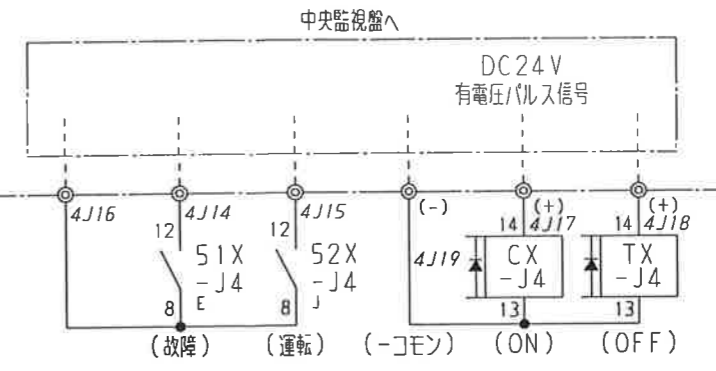 中央監視盤へ
DC24V
有電圧パルス信号
4J16
4J14
4J15
(-)
(+)
4J17
(+)
4J18
12
51X
-J4
E
8
12
52X
-J4
J
8
4J19
14
CX
-J4
13
14
TX
-J4
13
(故障)
(運転)
(-コモン)
(ON)
(OFF)